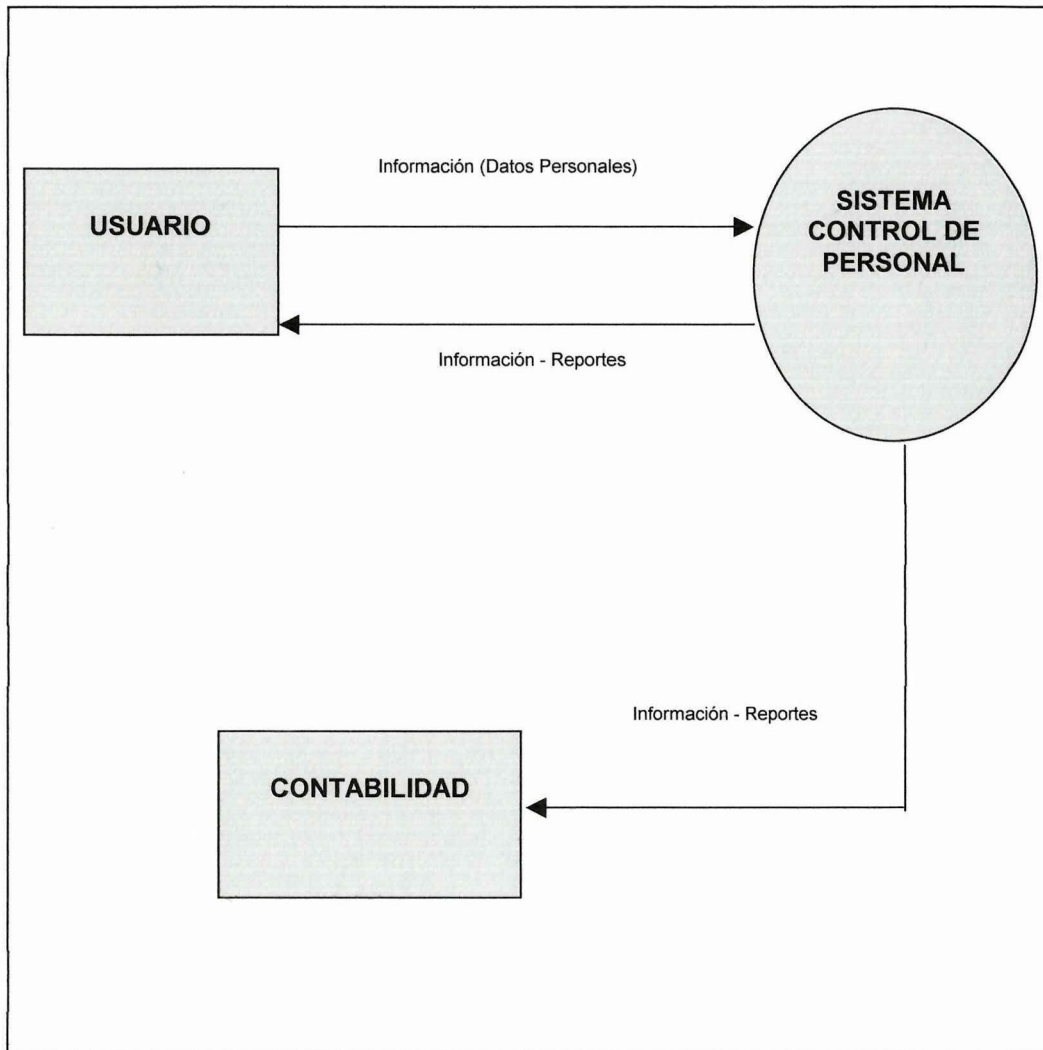 Información (Datos Personales)
USUARIO
SISTEMA
CONTROL DE
PERSONAL
Información - Reportes
Información - Reportes
CONTABILIDAD